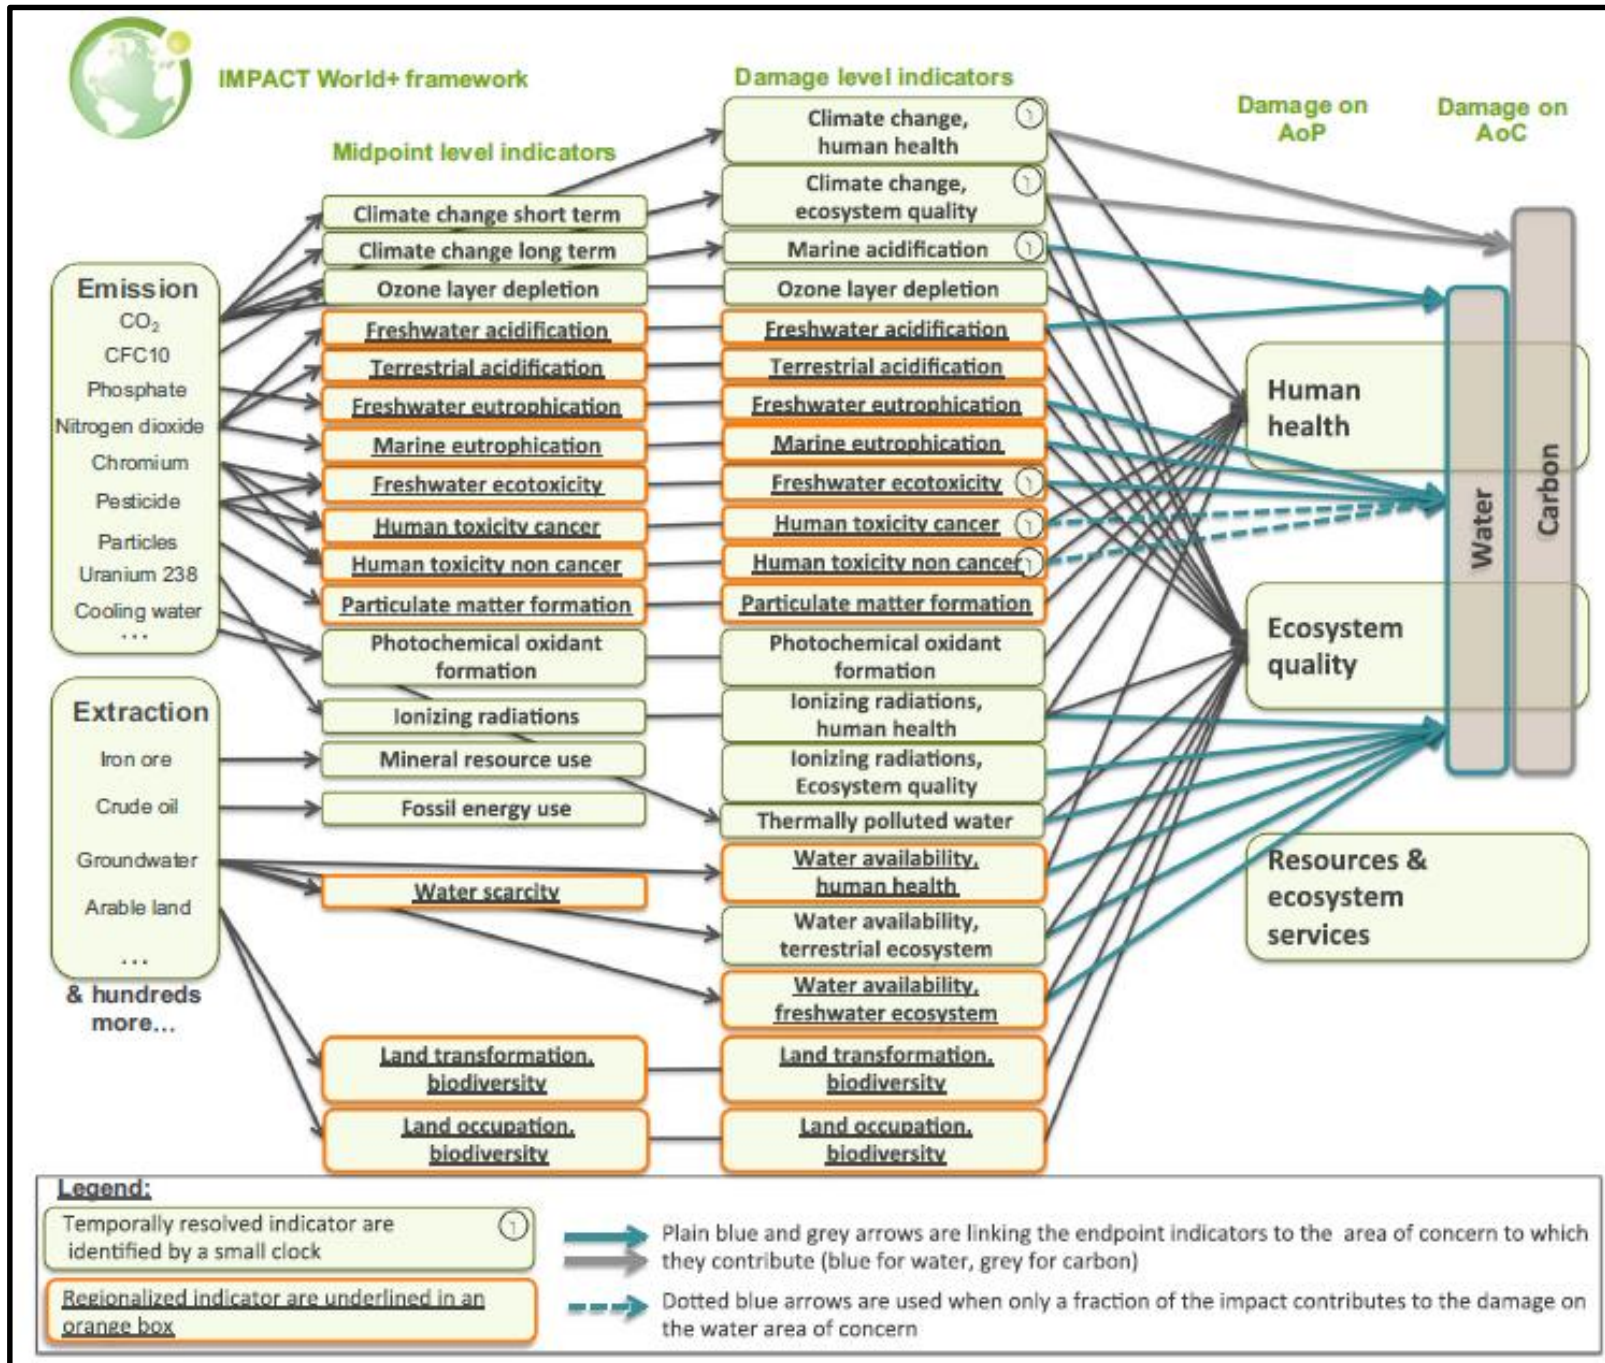 IMPACT World+ framework
Damage level indicators
Damage on
AoP
Damage on
AoC
Midpoint level indicators
Emission
CO₂
CFC10
Phosphate
Nitrogen dioxide
Chromium
Pesticide
Particles
Uranium 238
Cooling water
...
Extraction
Iron ore
Crude oil
Groundwater
Arable land
...
& hundreds
more...
Climate change short term
Climate change long term
Ozone layer depletion
Freshwater acidification
Terrestrial acidification
Freshwater eutrophication
Marine eutrophication
Freshwater ecotoxicity
Human toxicity cancer
Human toxicity non cancer
Particulate matter formation
Photochemical oxidant
formation
Ionizing radiations
Mineral resource use
Fossil energy use
Water scarcity
Land transformation,
biodiversity
Land occupation,
biodiversity
Climate change,
human health
Climate change,
ecosystem quality
Marine acidification
Ozone layer depletion
Freshwater acidification
Terrestrial acidification
Freshwater eutrophication
Marine eutrophication
Freshwater ecotoxicity
Human toxicity cancer
Human toxicity non cancer
Particulate matter formation
Photochemical oxidant
formation
Ionizing radiations,
human health
Ionizing radiations,
Ecosystem quality
Thermally polluted water
Water availability,
human health
Water availability,
terrestrial ecosystem
Water availability,
freshwater ecosystem
Land transformation,
biodiversity
Land occupation,
biodiversity
Human
health
Ecosystem
quality
Resources &
ecosystem
services
Water
Carbon
Legend:
Temporally resolved indicator are
identified by a small clock
Regionalized indicator are underlined in an
orange box
Plain blue and grey arrows are linking the endpoint indicators to the area of concern to which
they contribute (blue for water, grey for carbon)
Dotted blue arrows are used when only a fraction of the impact contributes to the damage on
the water area of concern